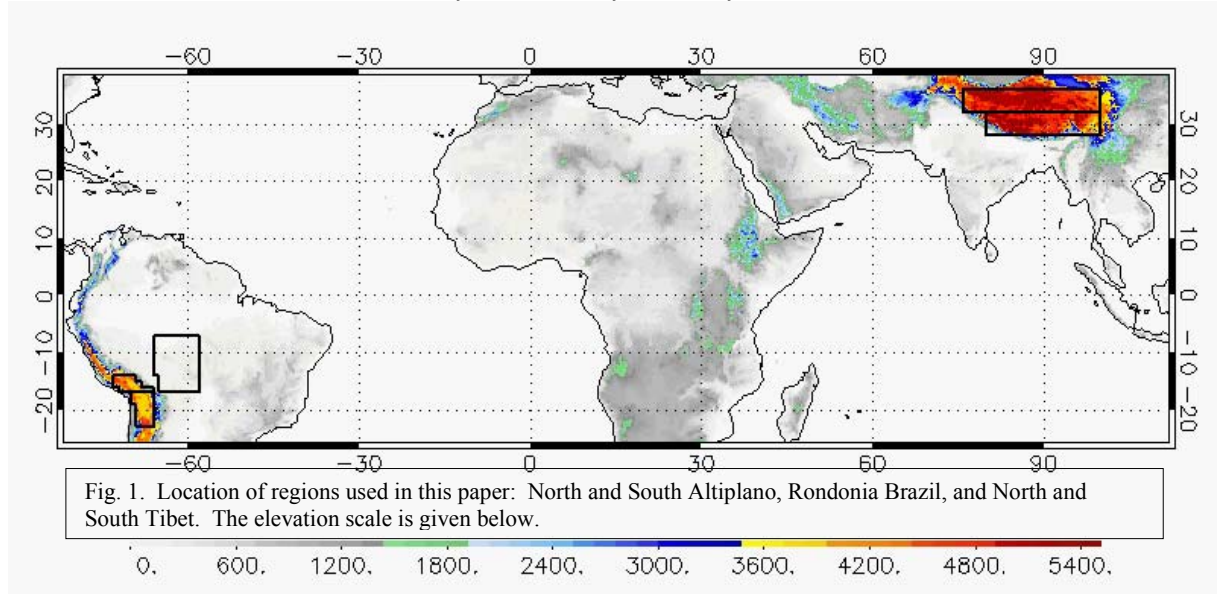 −60 −30 0 30 60 90
30 30
20 20
10 10
0 0
−10 −10
−20 −20
−60 −30 0 30 60 90
Fig. 1. Location of regions used in this paper: North and South Altiplano, Rondonia Brazil, and North and
South Tibet. The elevation scale is given below.
0. 600. 1200. 1800. 2400. 3000. 3600. 4200. 4800. 5400.